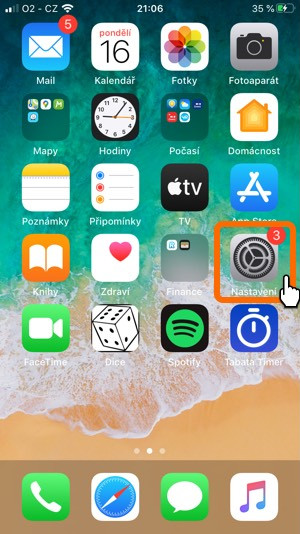 O2 - CZ 21:06 35 %
5
pondělí
16
Mail Kalendář Fotky Fotoaparát
Mapy Hodiny Počasí Domácnost
tv
Poznámky Připomínky TV App Store
3
Knihy Zdraví Finance Nastavení
FaceTime Dice Spotify Tabata Timer